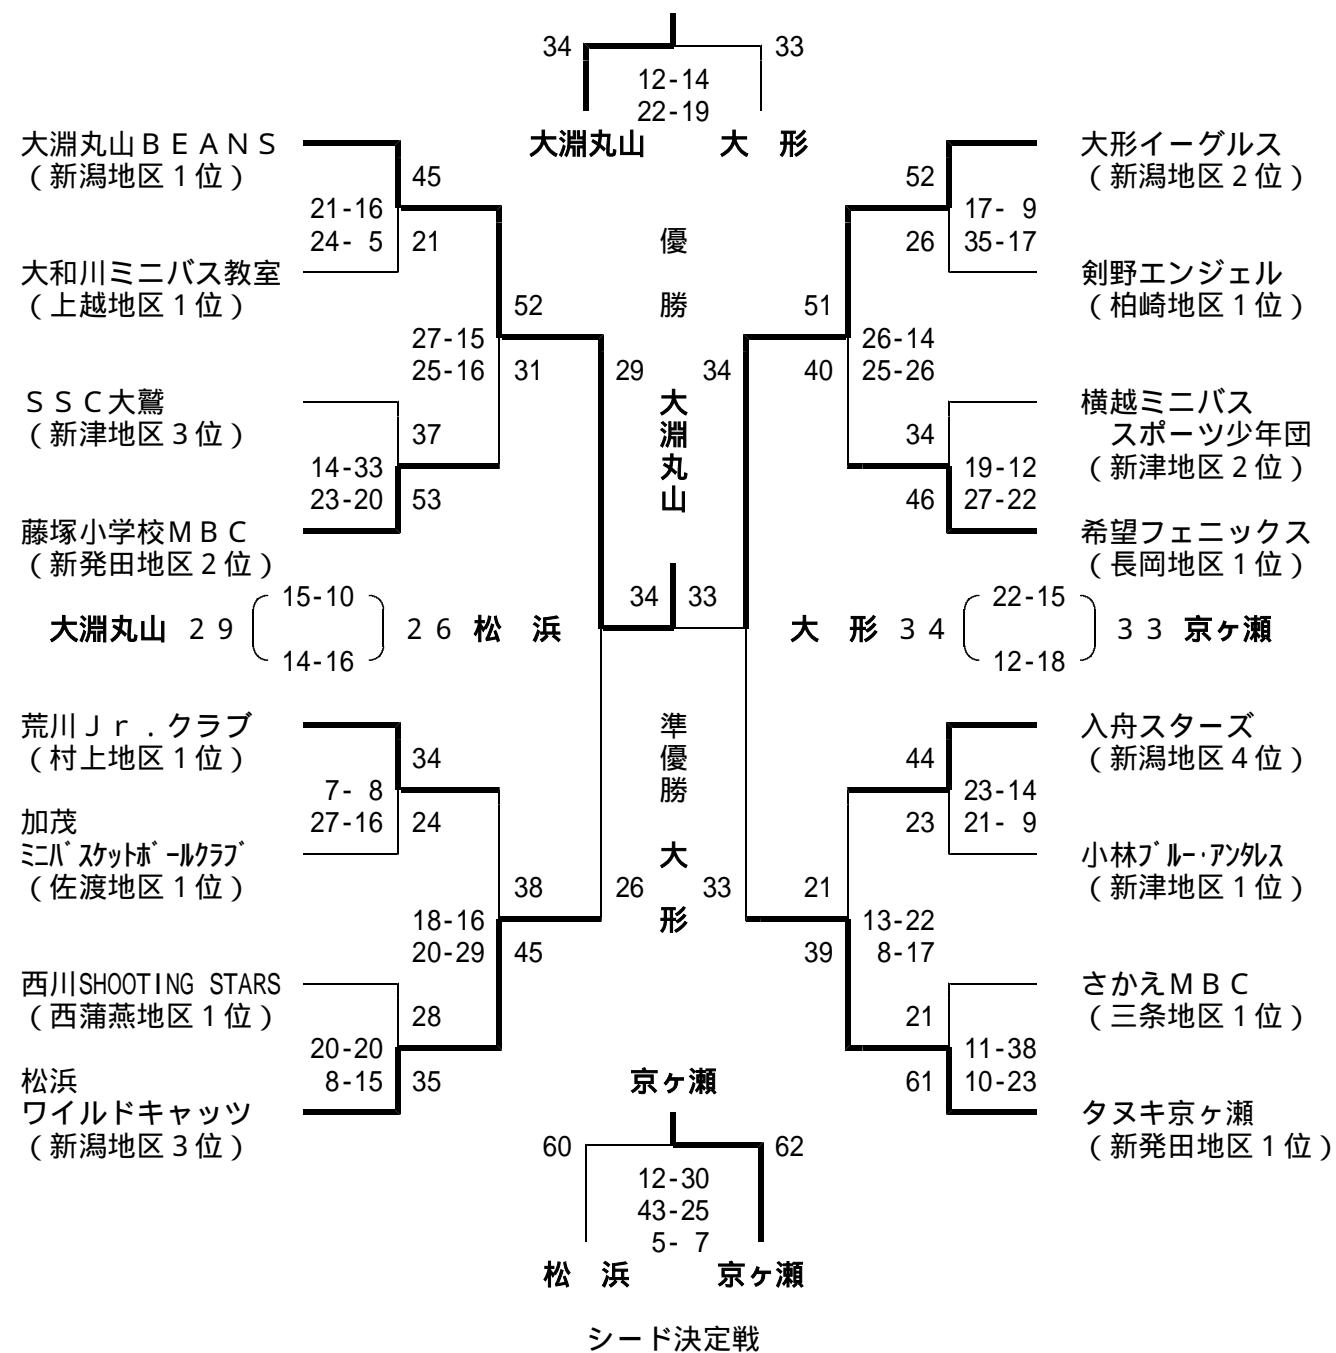 34 33
12-14
22-19
大淵丸山 大 形
大淵丸山ＢＥＡＮＳ
（新潟地区１位）
45
21-16
24- 5 21
大和川ミニバス教室
（上越地区１位）
52
27-15
25-16 31
ＳＳＣ大鷲
（新津地区３位）
37
14-33
23-20 53
藤塚小学校ＭＢＣ
（新発田地区２位）
優
勝
29 34
大
淵
丸
山
34 33
大形イーグルス
（新潟地区２位）
52
17- 9
26 35-17
剣野エンジェル
（柏崎地区１位）
51
26-14
40 25-26
横越ミニバス
スポーツ少年団
（新津地区２位）
34
19-12
46 27-22
希望フェニックス
（長岡地区１位）
大淵丸山 ２９ 15-10 ２６ 松 浜
14-16
大 形 ３４ 22-15 ３３ 京ヶ瀬
12-18
荒川Ｊｒ．クラブ
（村上地区１位）
34
7- 8
27-16 24
加茂
ﾐﾆﾊﾞｽｹｯﾄﾎﾞｰﾙｸﾗﾌﾞ
（佐渡地区１位）
38
18-16
20-29 45
西川SHOOTING STARS
（西蒲燕地区１位）
28
20-20
8-15 35
松浜
ワイルドキャッツ
（新潟地区３位）
準
優
勝
大
26 33
形
入舟スターズ
（新潟地区４位）
44
23-14
23 21- 9
小林ﾌﾞﾙｰ･ｱﾝﾀﾚｽ
（新津地区１位）
21
13-22
39 8-17
さかえＭＢＣ
（三条地区１位）
21
11-38
61 10-23
タヌキ京ヶ瀬
（新発田地区１位）
京ヶ瀬
60 62
12-30
43-25
5- 7
松 浜 京ヶ瀬
シード決定戦